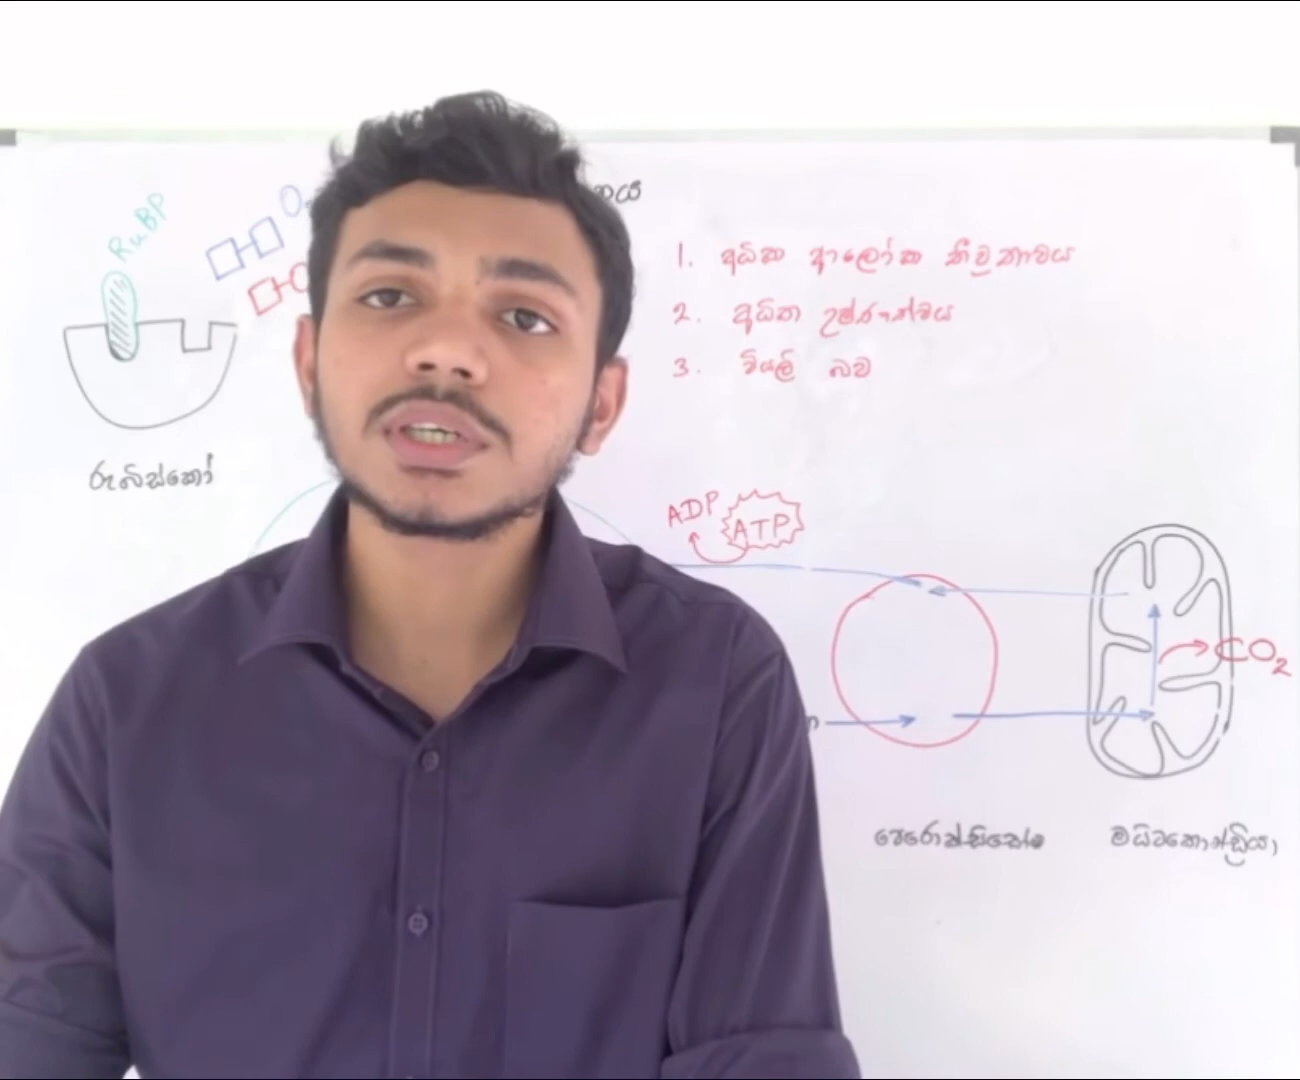 RuBP
O₂
1. අධික ආලෝක තීව්‍රතාවය
2. අධික උෂ්ණත්වය
3. වියලි බව
රුබිස්කෝ
ADP
ATP
CO₂
පෙරොක්සිසෝම
මයිටකොන්ඩ්‍රියා